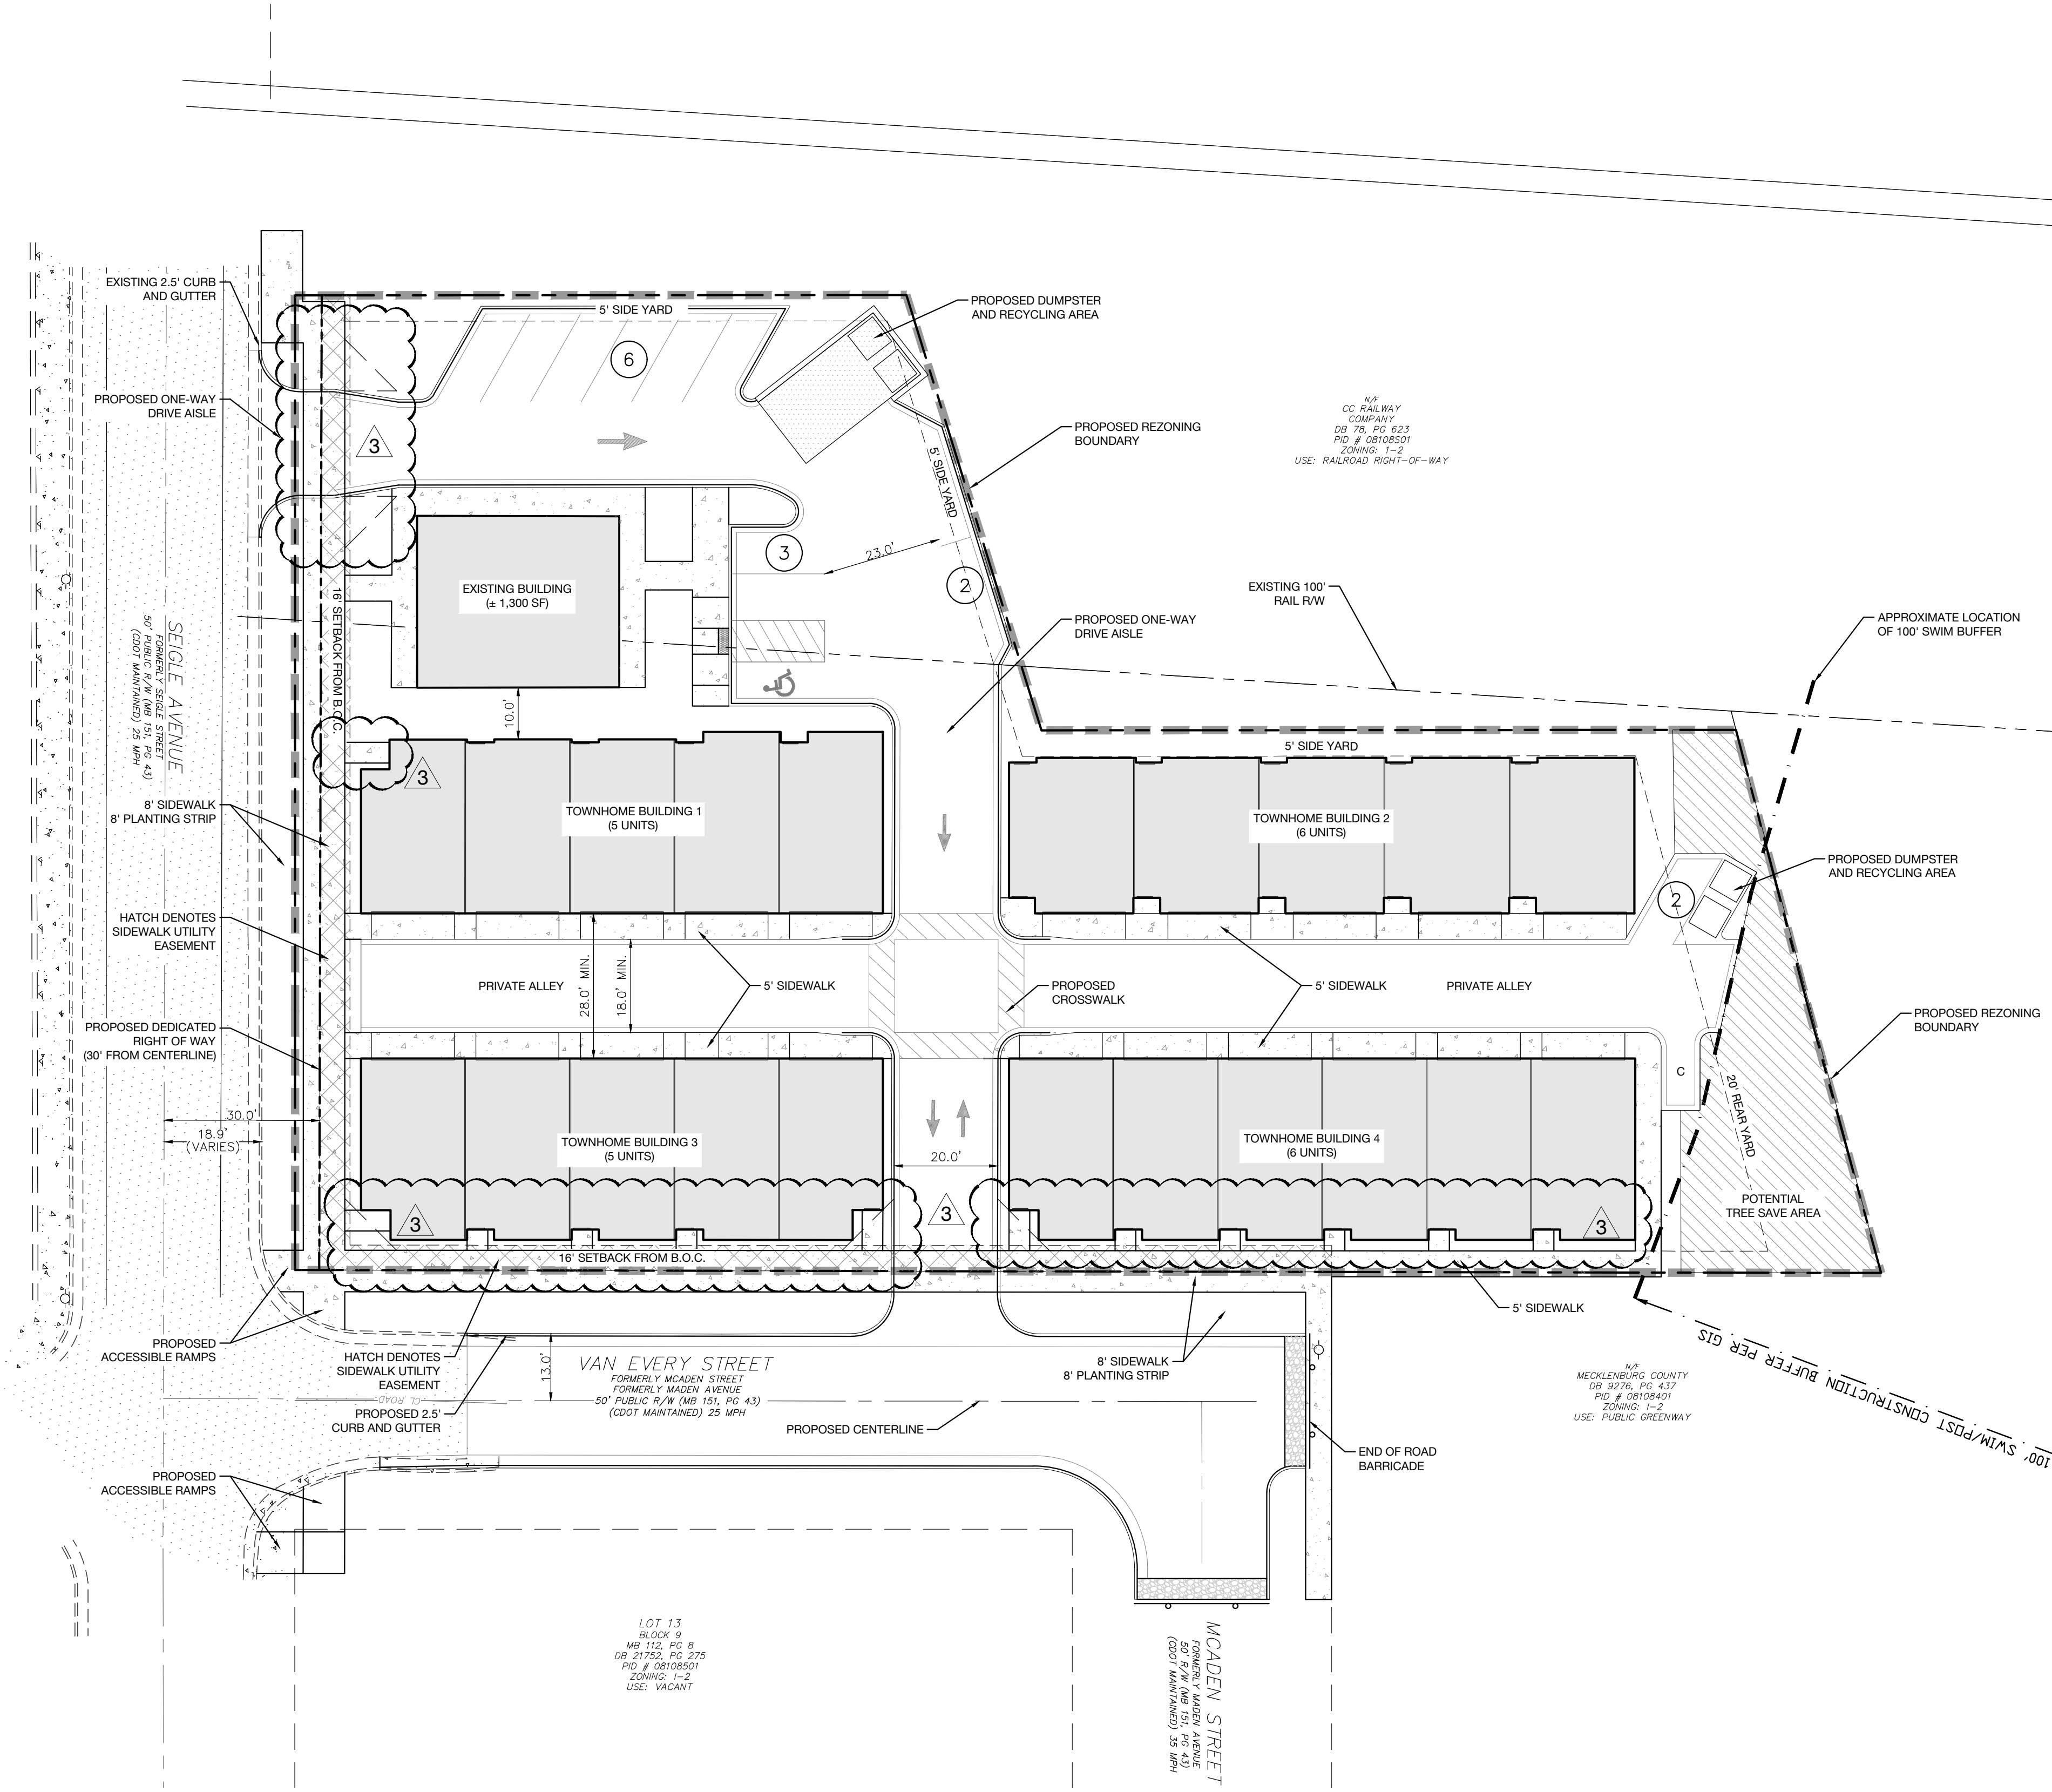 EXISTING 2.5' CURB
AND GUTTER
5' SIDE YARD
6
PROPOSED DUMPSTER
AND RECYCLING AREA
PROPOSED ONE-WAY
DRIVE AISLE
3
PROPOSED REZONING
BOUNDARY
N/F
CC RAILWAY
COMPANY
DB 78, PG 623
PID # 08108S01
ZONING: 1-2
USE: RAILROAD RIGHT-OF-WAY
5' SIDE YARD
3
23.0'
2
EXISTING BUILDING
(± 1,300 SF)
16' SETBACK FROM B.O.C.
EXISTING 100'
RAIL R/W
APPROXIMATE LOCATION
OF 100' SWIM BUFFER
PROPOSED ONE-WAY
DRIVE AISLE
SEIGLE AVENUE
FORMERLY SEIGLE STREET
50' PUBLIC R/W (MB 151, PG 43)
(CDOT MAINTAINED) 25 MPH
10.0'
3
5' SIDE YARD
8' SIDEWALK
8' PLANTING STRIP
TOWNHOME BUILDING 1
(5 UNITS)
TOWNHOME BUILDING 2
(6 UNITS)
PROPOSED DUMPSTER
AND RECYCLING AREA
2
HATCH DENOTES
SIDEWALK UTILITY
EASEMENT
PRIVATE ALLEY
28.0' MIN.
18.0' MIN.
5' SIDEWALK
PROPOSED
CROSSWALK
5' SIDEWALK
PRIVATE ALLEY
PROPOSED REZONING
BOUNDARY
PROPOSED DEDICATED
RIGHT OF WAY
(30' FROM CENTERLINE)
C
20' REAR YARD
30.0'
18.9'
(VARIES)
TOWNHOME BUILDING 3
(5 UNITS)
20.0'
TOWNHOME BUILDING 4
(6 UNITS)
3
3
3
POTENTIAL
TREE SAVE AREA
16' SETBACK FROM B.O.C.
5' SIDEWALK
PROPOSED
ACCESSIBLE RAMPS
HATCH DENOTES
SIDEWALK UTILITY
EASEMENT
13.0'
VAN EVERY STREET
FORMERLY MCADEN STREET
FORMERLY MADEN AVENUE
50' PUBLIC R/W (MB 151, PG 43)
(CDOT MAINTAINED) 25 MPH
8' SIDEWALK
8' PLANTING STRIP
N/F
MECKLENBURG COUNTY
DB 9276, PG 437
PID # 08108401
ZONING: I-2
USE: PUBLIC GREENWAY
100' SWIM/POST CONSTRUCTION BUFFER PER GIS
CL ROAD
PROPOSED 2.5'
CURB AND GUTTER
PROPOSED CENTERLINE
END OF ROAD
BARRICADE
PROPOSED
ACCESSIBLE RAMPS
LOT 13
BLOCK 9
MB 112, PG 8
DB 21752, PG 275
PID # 08108501
ZONING: I-2
USE: VACANT
MCADEN STREET
FORMERLY MADEN AVENUE
50' R/W (MB 151, PG 43)
(CDOT MAINTAINED) 35 MPH